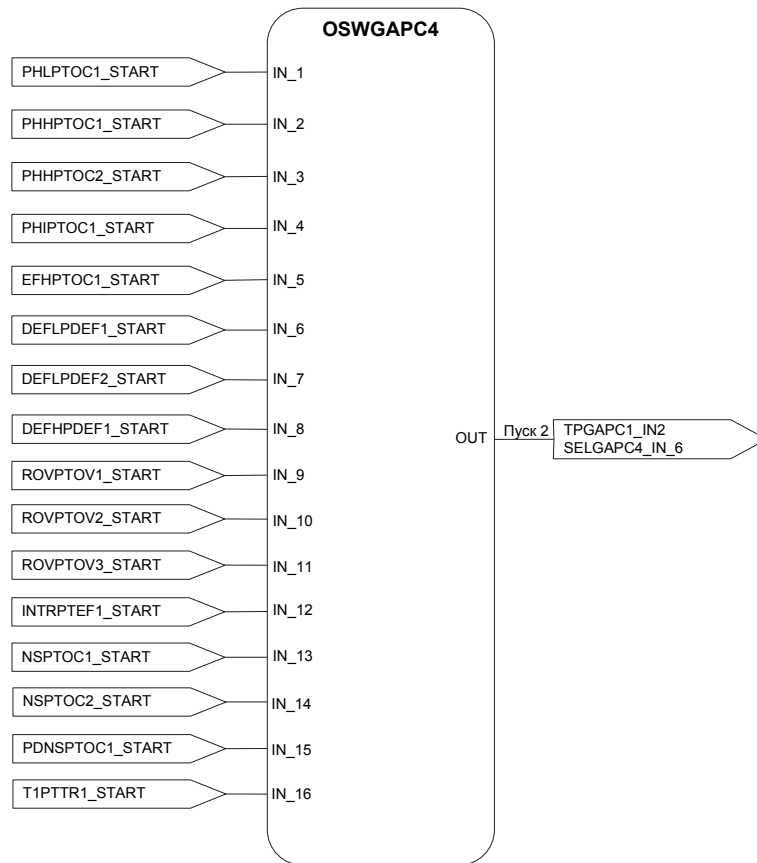 OSWGAPC4
PHLPTOC1_START IN_1
PHHPTOC1_START IN_2
PHHPTOC2_START IN_3
PHIPTOC1_START IN_4
EFHPTOC1_START IN_5
DEFLPDEF1_START IN_6
DEFLPDEF2_START IN_7
DEFHPDEF1_START IN_8
OUT Пуск 2 TPGAPC1_IN2
SELGAPC4_IN_6
ROVPTOV1_START IN_9
ROVPTOV2_START IN_10
ROVPTOV3_START IN_11
INTRPTEF1_START IN_12
NSPTOC1_START IN_13
NSPTOC2_START IN_14
PDNSPTOC1_START IN_15
T1PTTR1_START IN_16